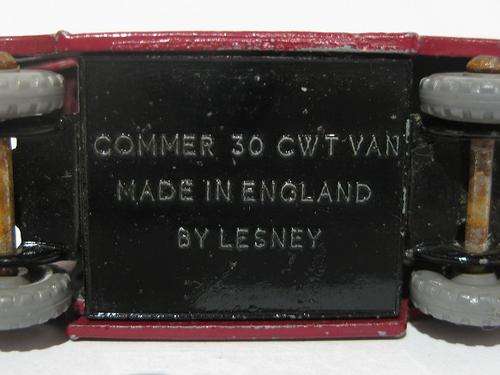 COMMER 30 CWT VAN
MADE IN ENGLAND
BY LESNEY